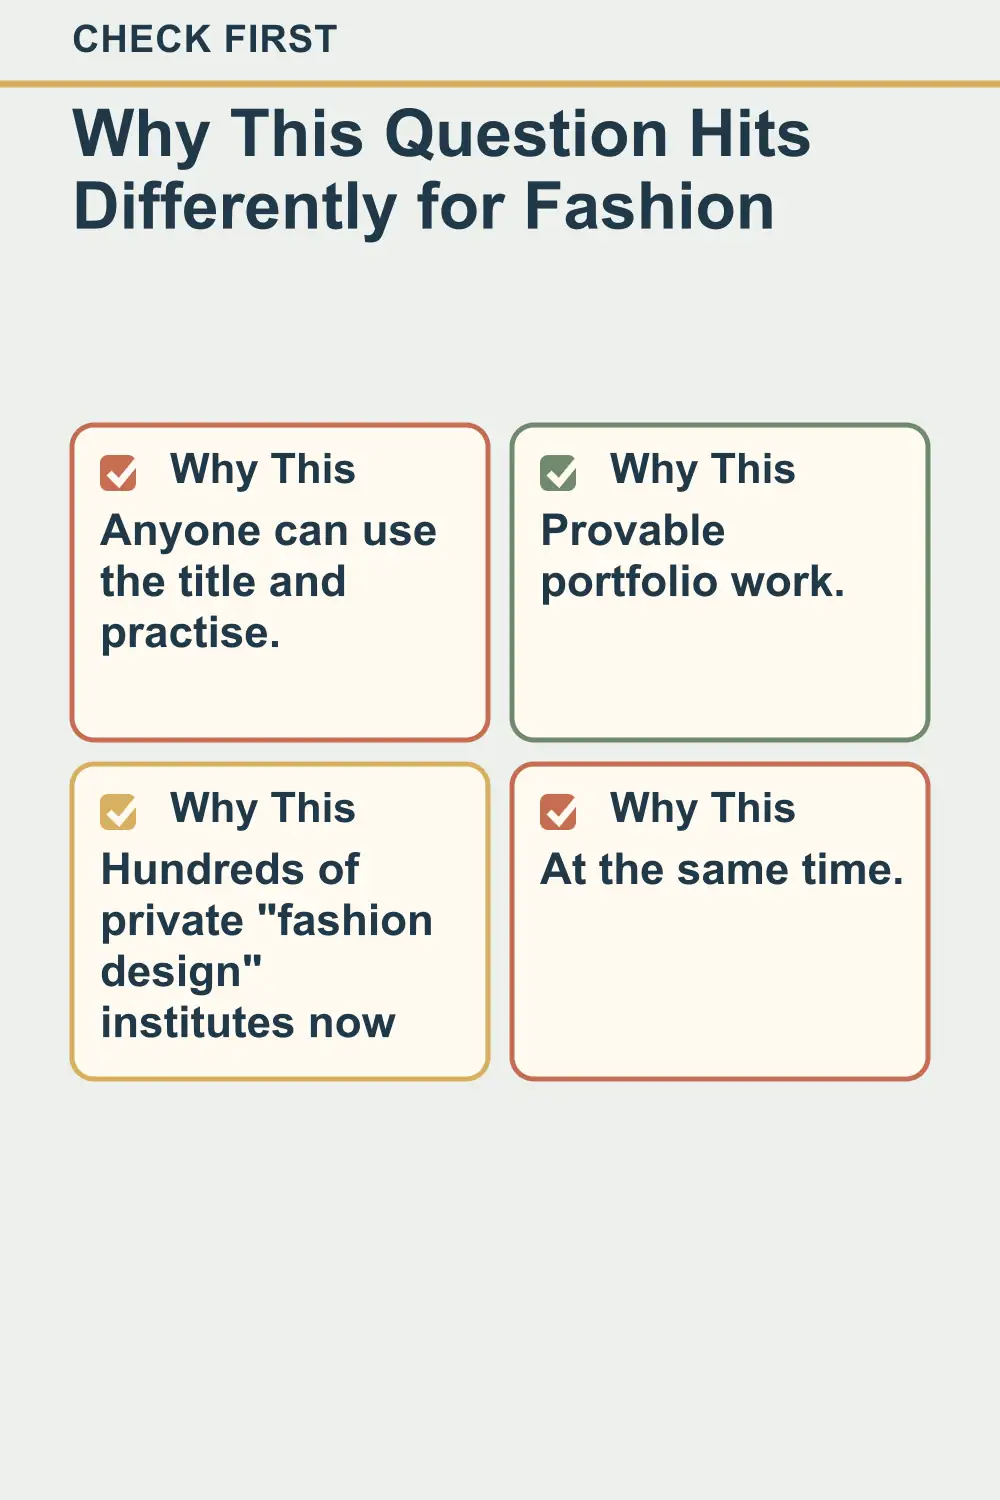 CHECK FIRST
Why This Question Hits
Differently for Fashion
Why This
Anyone can use
the title and
practise.
Why This
Provable
portfolio work.
Why This
Hundreds of
private "fashion
design"
institutes now
Why This
At the same time.